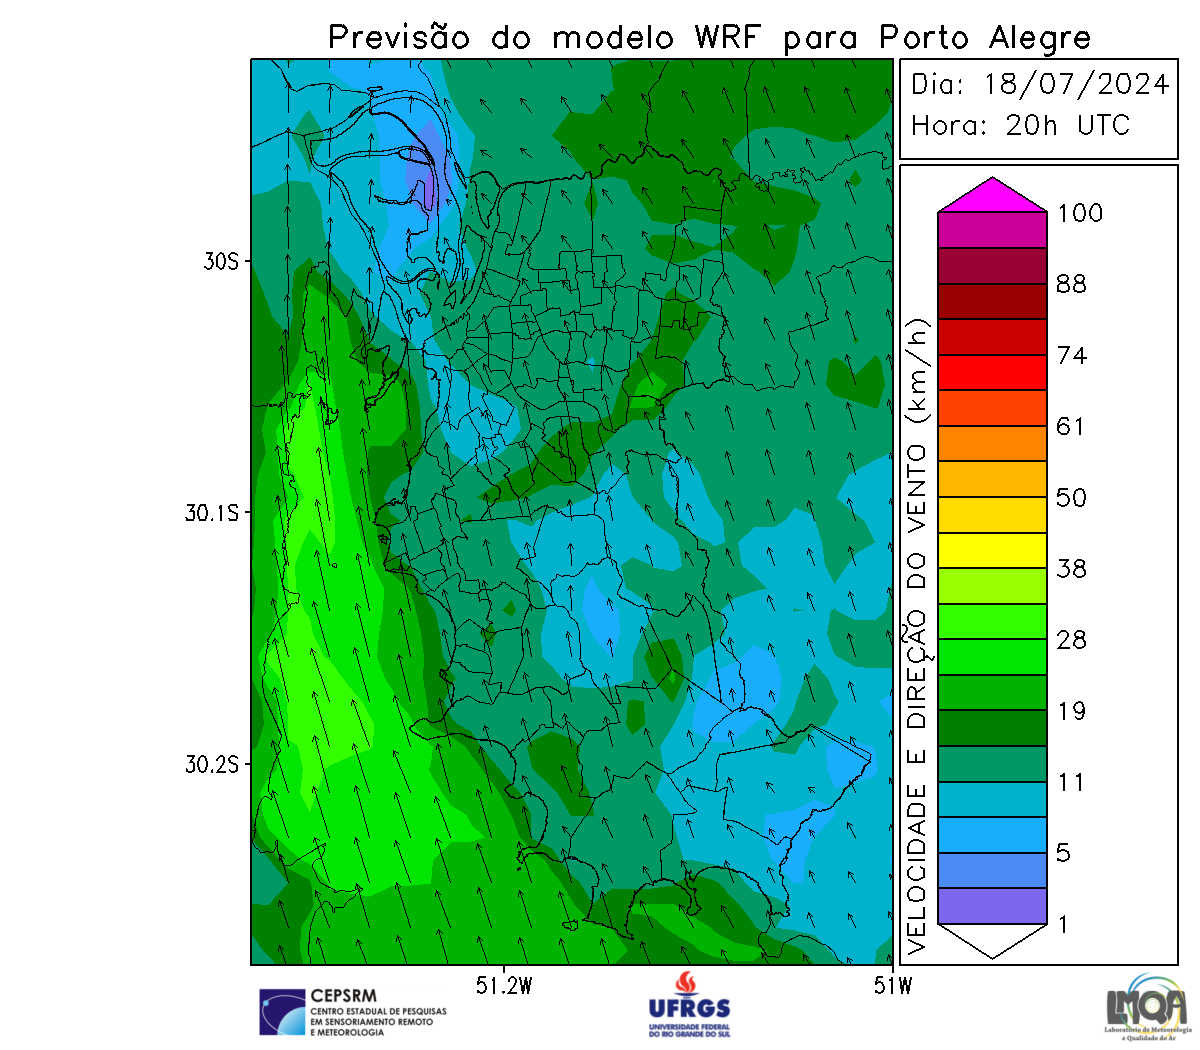 Previsão do modelo WRF para Porto Alegre
Dia: 18/07/2024
Hora: 20h UTC
30S
30.1S
30.2S
51.2W
51W
VELOCIDADE E DIREÇÃO DO VENTO (km/h)
100
88
74
61
50
38
28
19
11
5
1
CEPSRM
CENTRO ESTADUAL DE PESQUISAS
EM SENSORIAMENTO REMOTO
E METEOROLOGIA
UFRGS
UNIVERSIDADE FEDERAL
DO RIO GRANDE DO SUL
LMQA
Laboratório de Meteorologia
e Qualidade do Ar